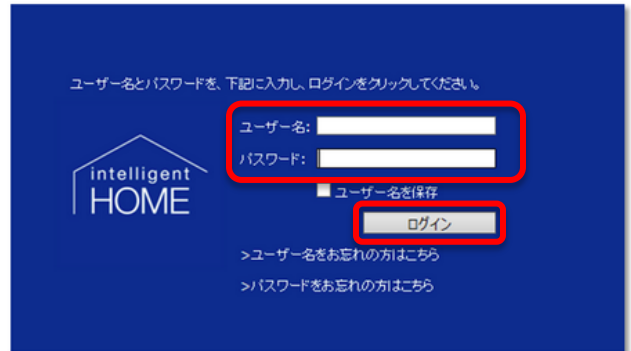 ユーザー名とパスワードを、下記に入力し、ログインをクリックしてください。
ユーザー名:
パスワード:
intelligent
HOME
ユーザー名を保存
ログイン
>ユーザー名をお忘れの方はこちら
>パスワードをお忘れの方はこちら